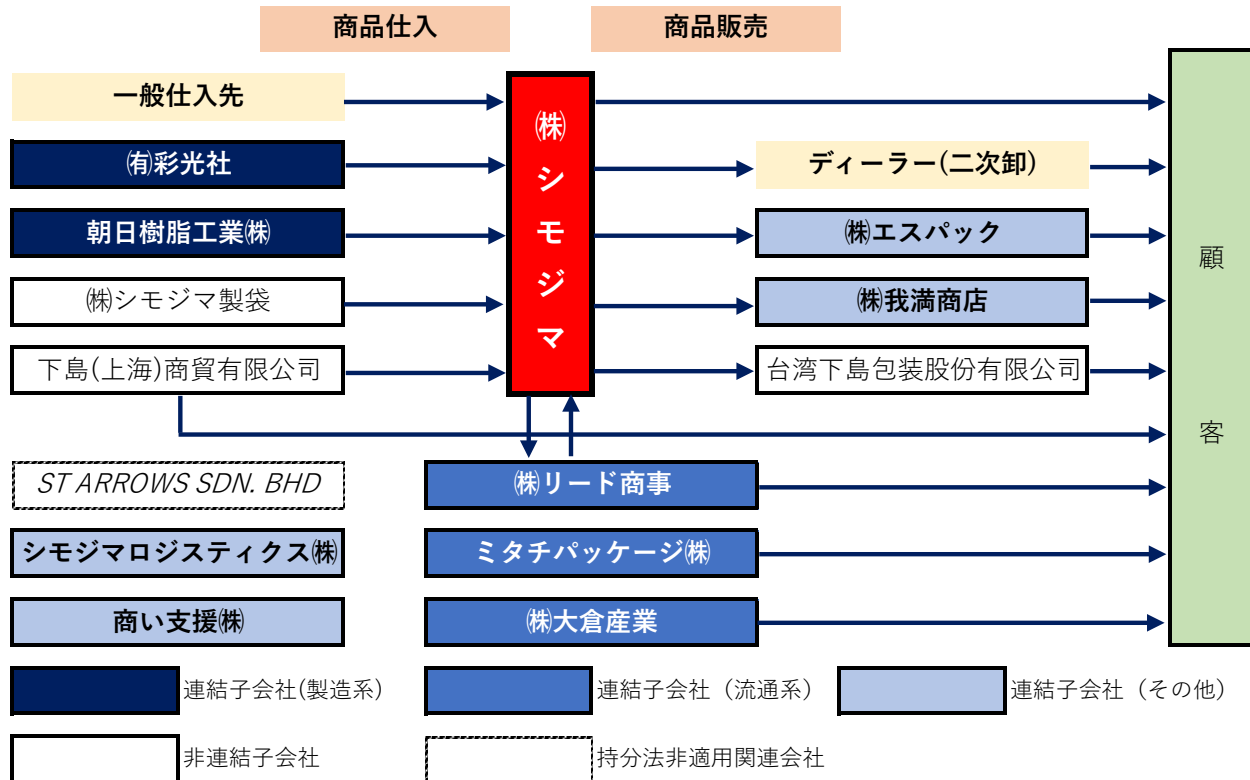 商品仕入
商品販売
一般仕入先
㈲彩光社
朝日樹脂工業㈱
㈱シモジマ製袋
下島(上海)商貿有限公司
㈱シモジマ
ディーラー(二次卸)
㈱エスパック
㈱我満商店
台湾下島包装股份有限公司
顧客
ST ARROWS SDN. BHD
㈱リード商事
シモジマロジスティクス㈱
ミタチパッケージ㈱
商い支援㈱
㈱大倉産業
連結子会社(製造系)
連結子会社（流通系）
連結子会社（その他）
非連結子会社
持分法非適用関連会社